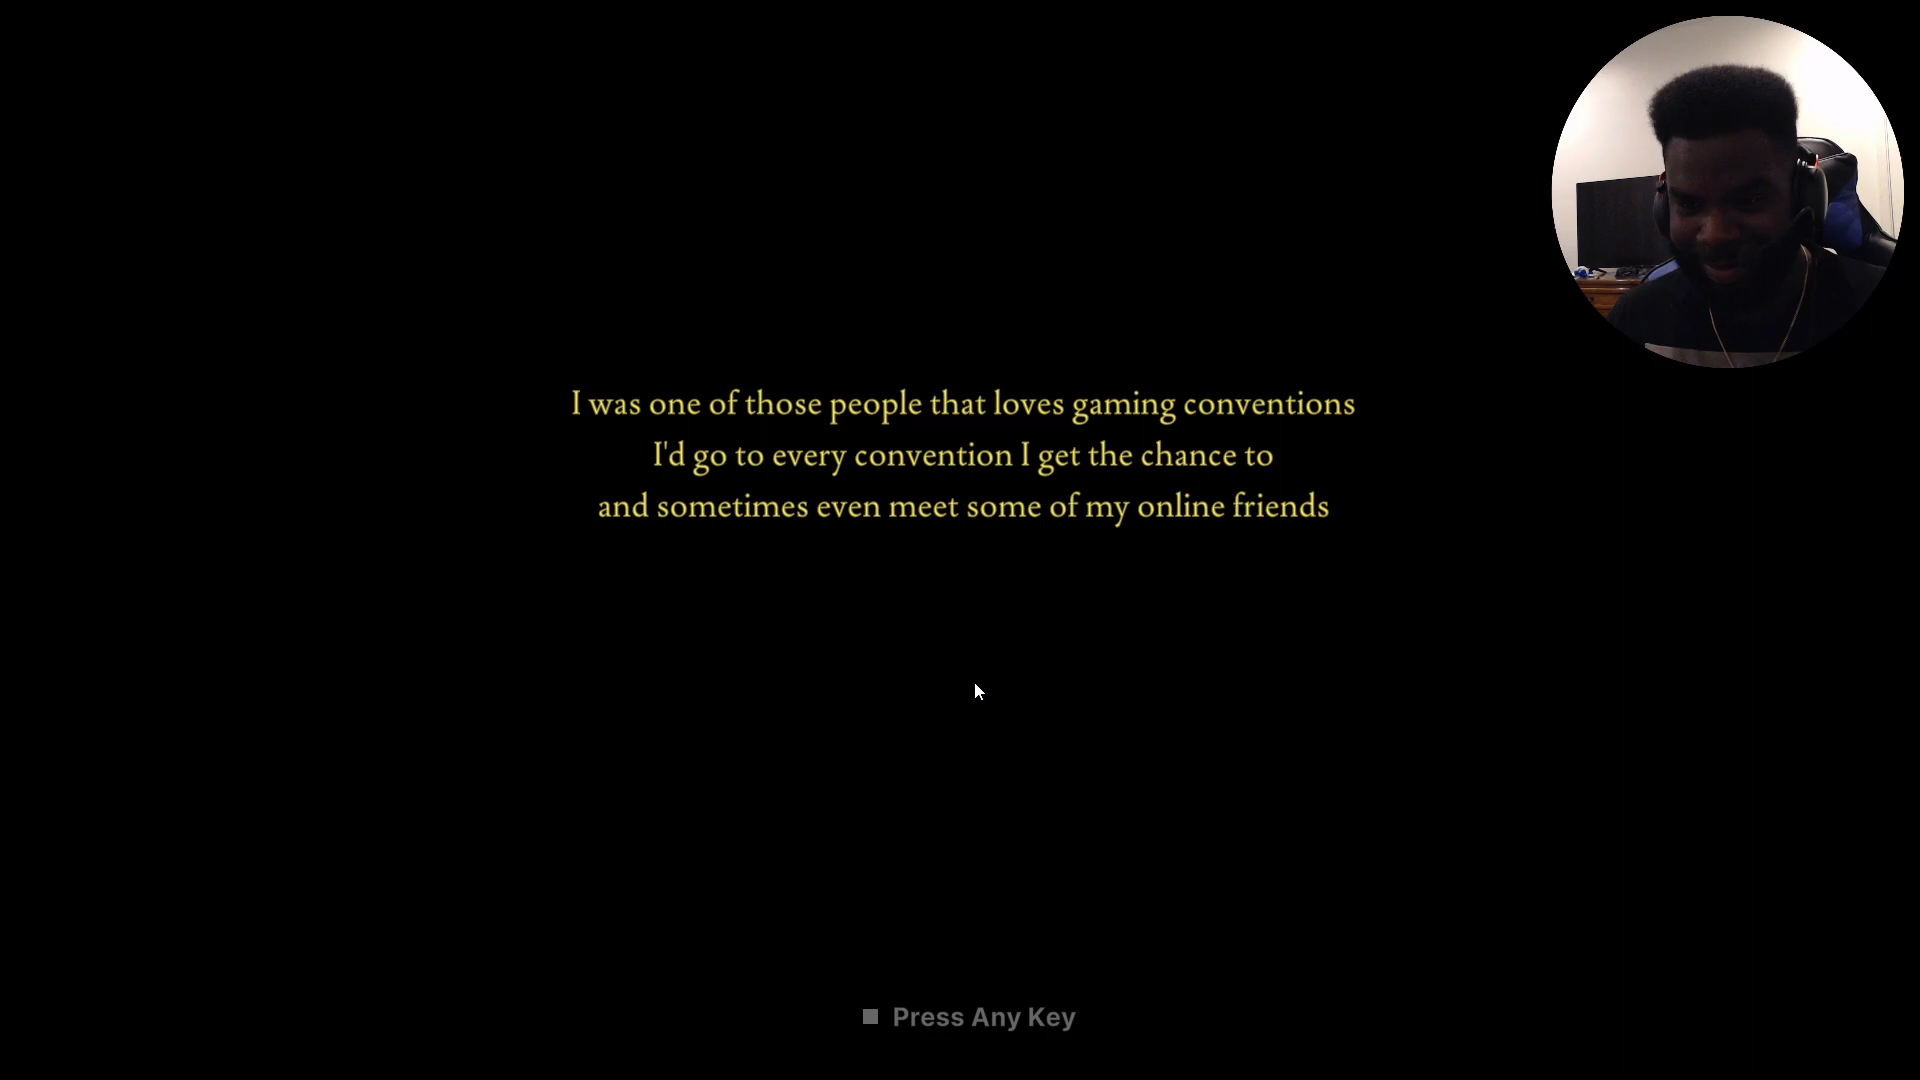 I was one of those people that loves gaming conventions
I'd go to every convention I get the chance to
and sometimes even meet some of my online friends
Press Any Key